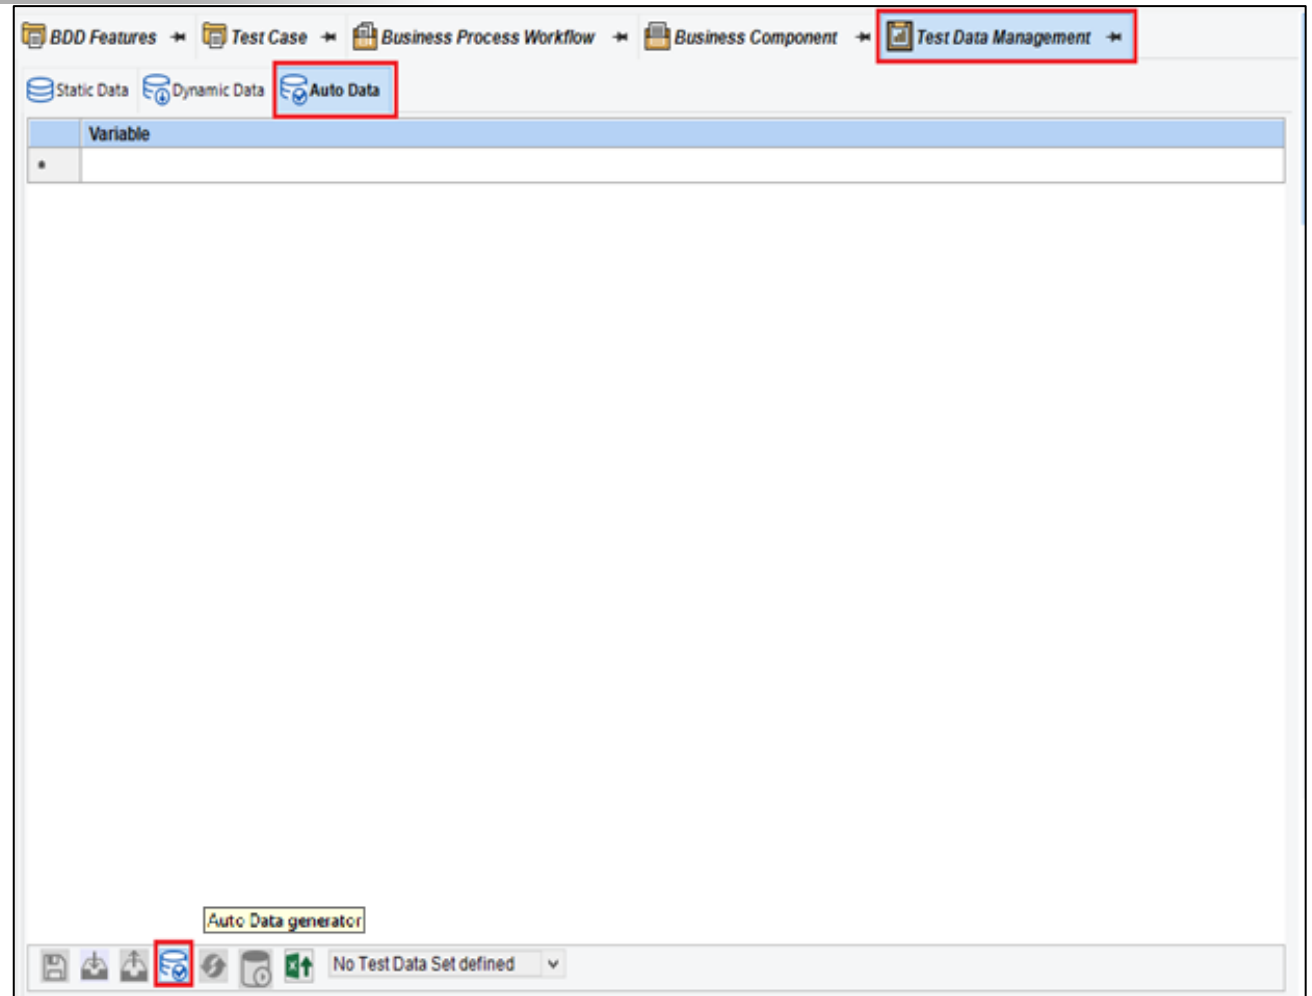 BDD Features Test Case Business Process Workflow Business Component Test Data Management
Static Data Dynamic Data Auto Data
Variable
Auto Data generator
No Test Data Set defined